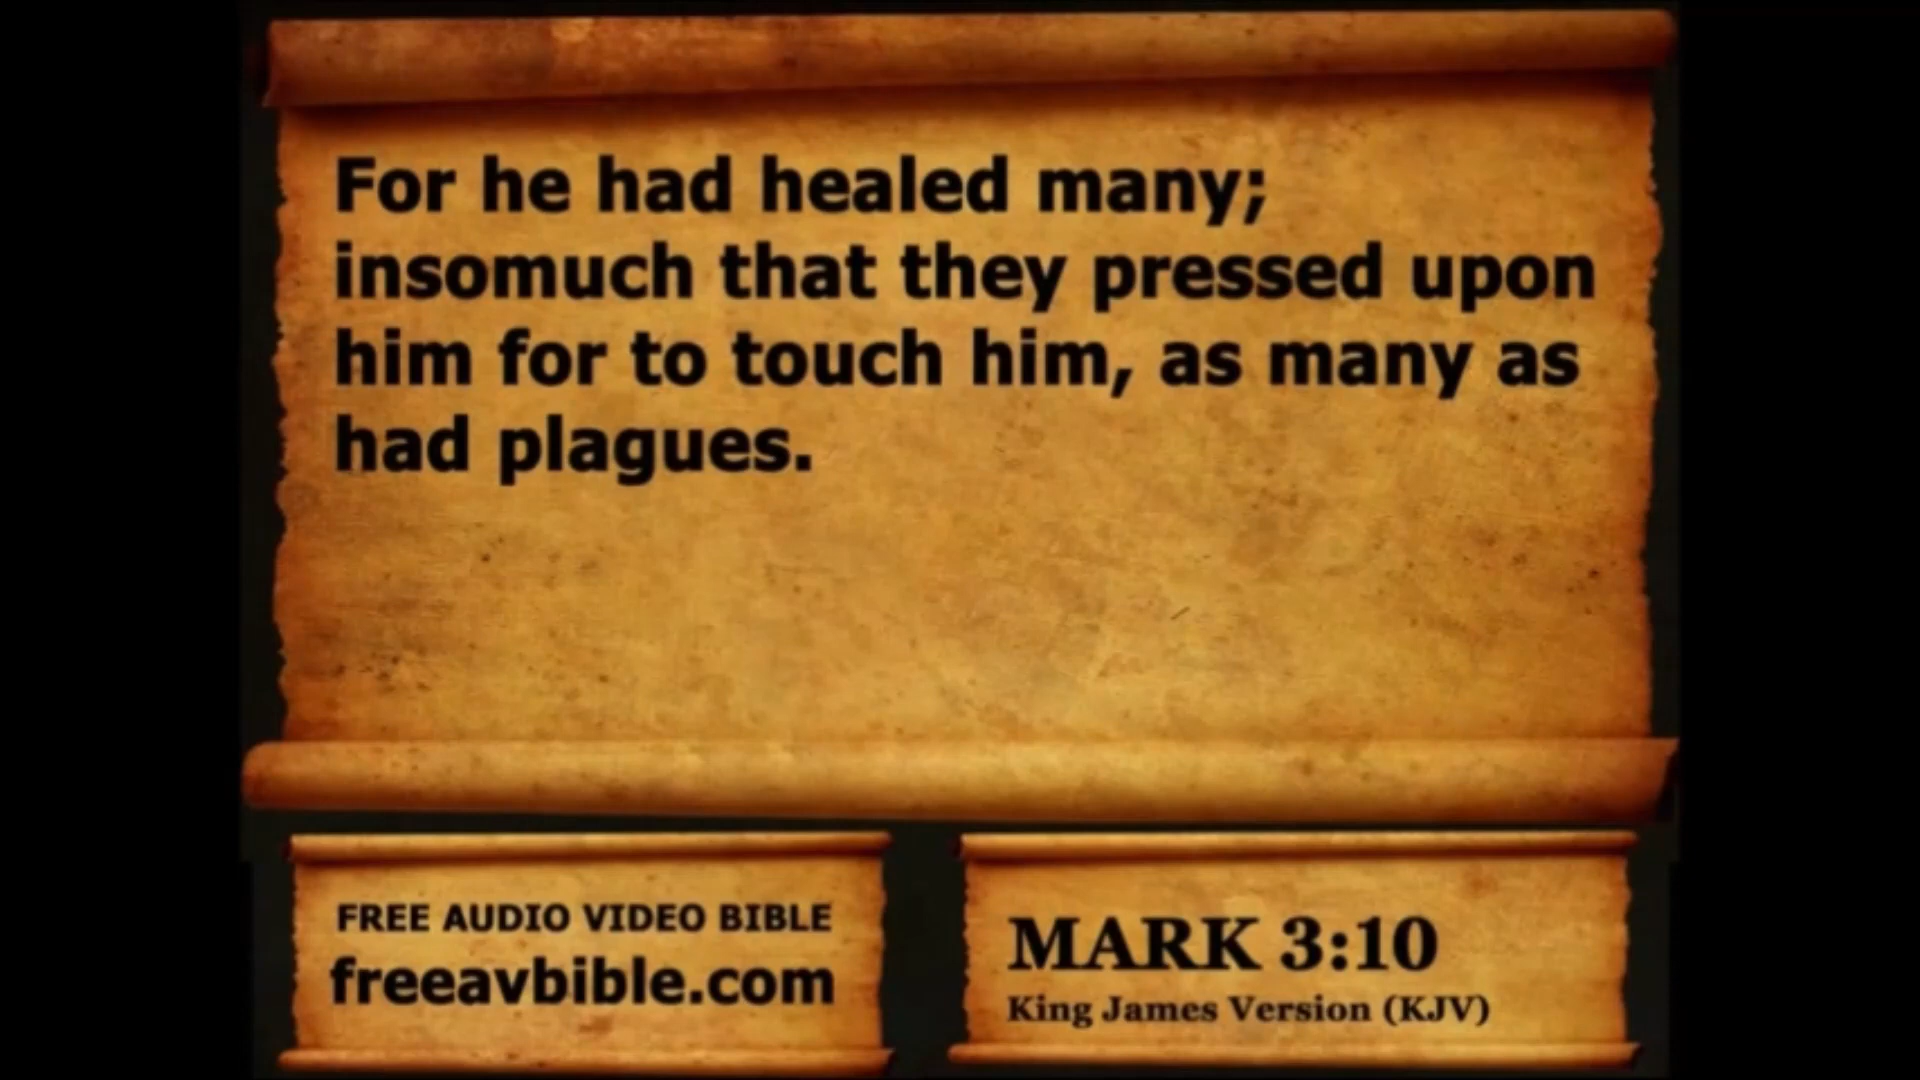 For he had healed many;
insomuch that they pressed upon
him for to touch him, as many as
had plagues.
FREE AUDIO VIDEO BIBLE
freeavbible.com
MARK 3:10
King James Version (KJV)